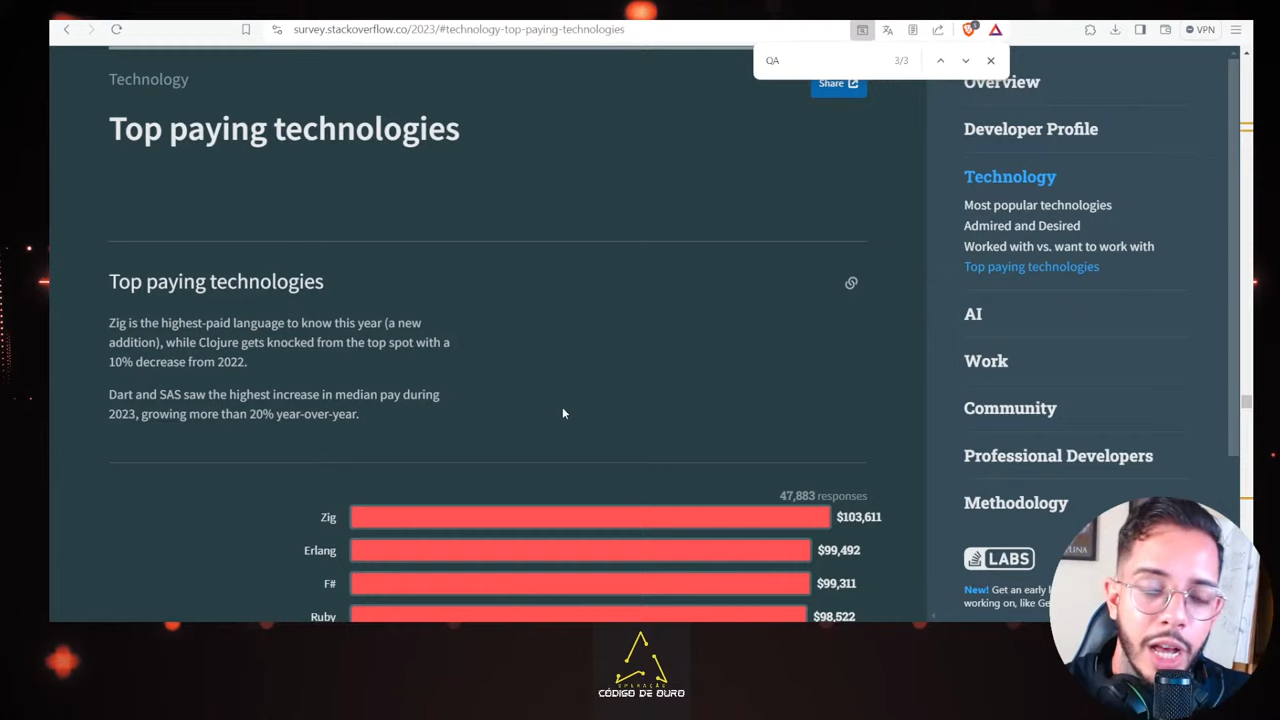 survey.stackoverflow.co/2023/#technology-top-paying-technologies
VPN
QA
3/3
Technology
Share
Top paying technologies
Top paying technologies
Zig is the highest-paid language to know this year (a new
addition), while Clojure gets knocked from the top spot with a
10% decrease from 2022.
Dart and SAS saw the highest increase in median pay during
2023, growing more than 20% year-over-year.
47,883 responses
Zig $103,611
Erlang $99,492
F# $99,311
Ruby $98,522
Overview
Developer Profile
Technology
Most popular technologies
Admired and Desired
Worked with vs. want to work with
Top paying technologies
AI
Work
Community
Professional Developers
Methodology
LABS
New! Get an early l
working on, like Ge
OPERAÇÃO
CÓDIGO DE OURO